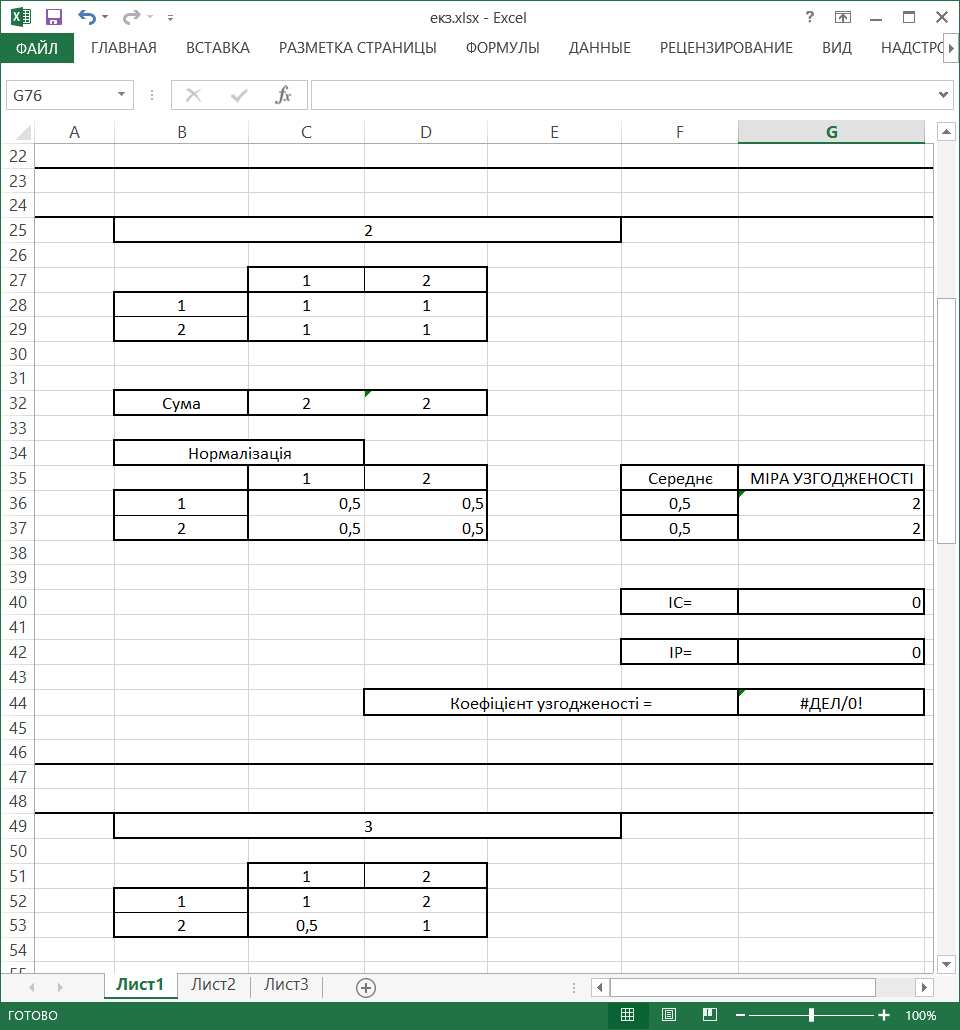 екз.xlsx - Excel
ФАЙЛ ГЛАВНАЯ ВСТАВКА РАЗМЕТКА СТРАНИЦЫ ФОРМУЛЫ ДАННЫЕ РЕЦЕНЗИРОВАНИЕ ВИД НАДСТРО
G76 fx
A B C D E F G
22
23
24
25 2
26
27 1 2
28 1 1 1
29 2 1 1
30
31
32 Сума 2 2
33
34 Нормалізація
35 1 2 Середнє МІРА УЗГОДЖЕНОСТІ
36 1 0,5 0,5 0,5 2
37 2 0,5 0,5 0,5 2
38
39
40 ІС= 0
41
42 ІР= 0
43
44 Коефіцієнт узгодженості = #ДЕЛ/0!
45
46
47
48
49 3
50
51 1 2
52 1 1 2
53 2 0,5 1
54
55
Лист1 Лист2 Лист3
ГОТОВО 100%